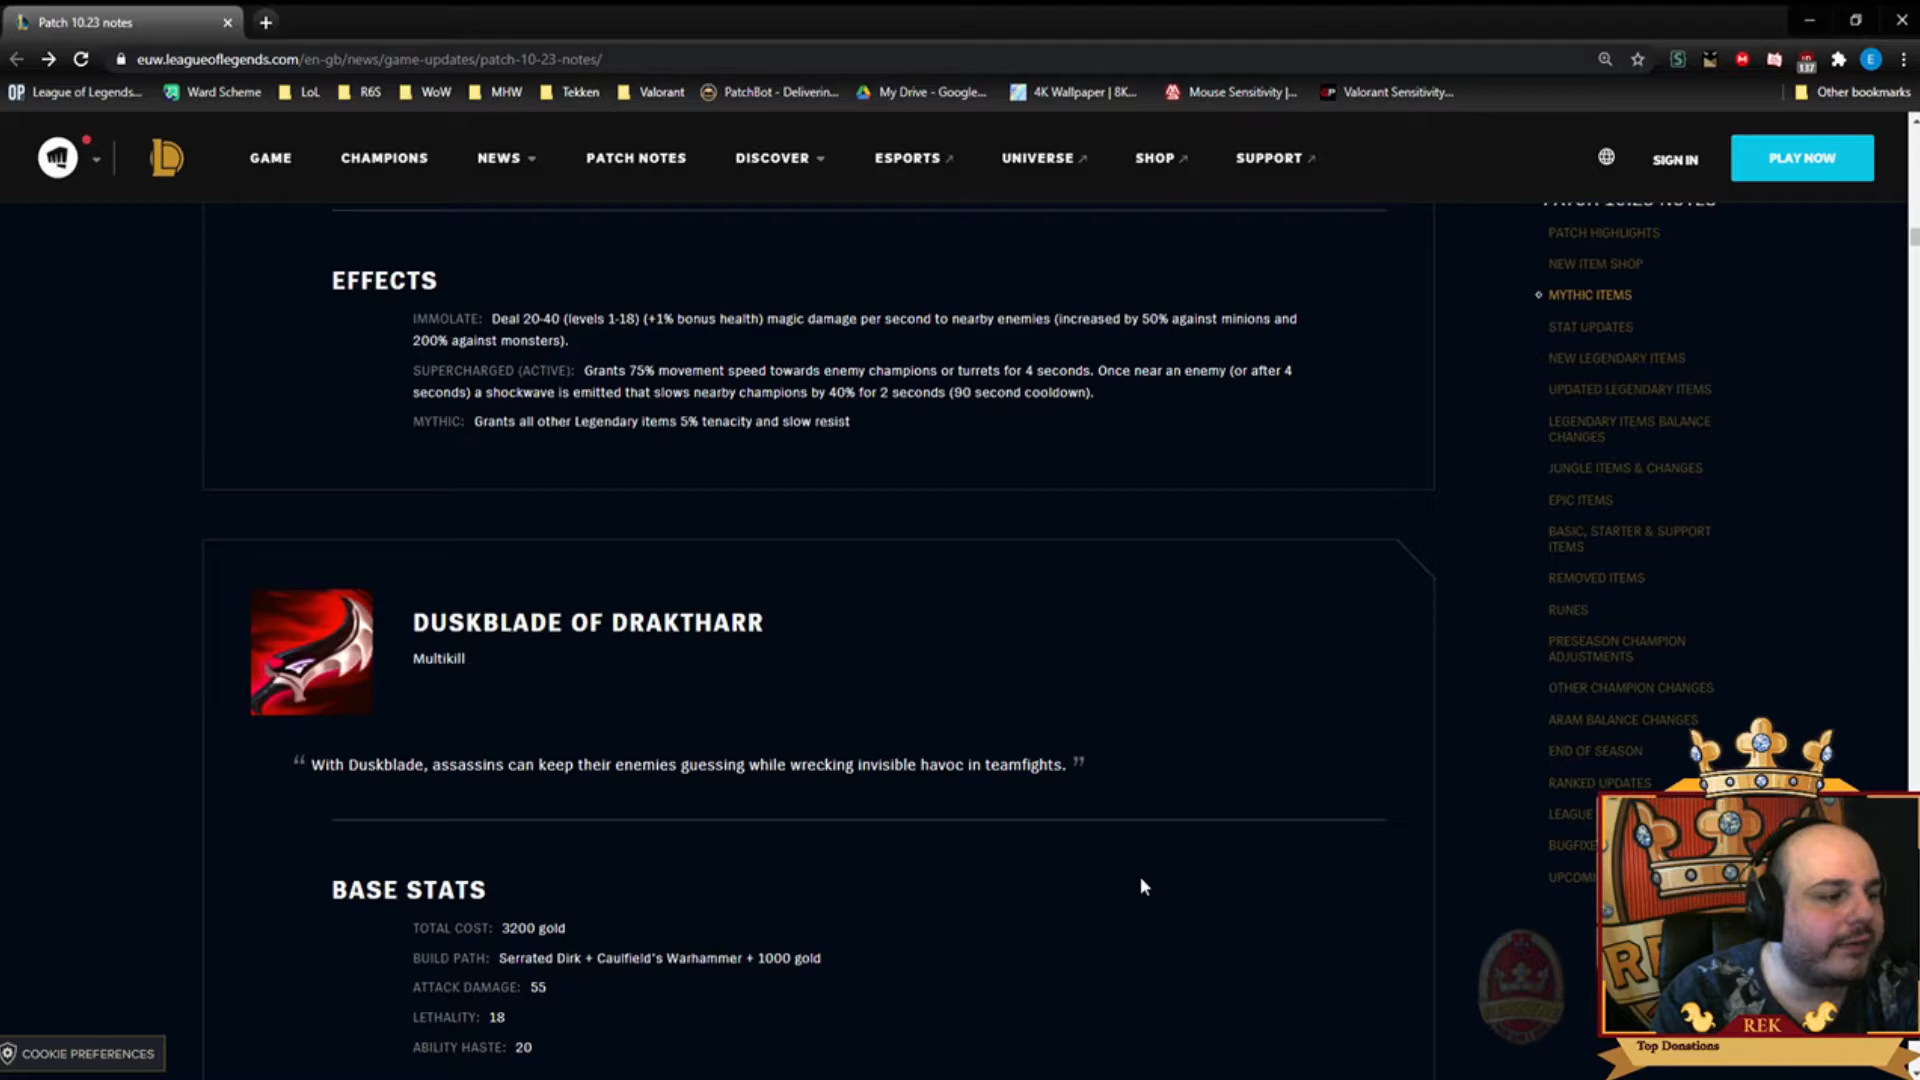 Patch 10.23 notes
euw.leagueoflegends.com/en-gb/news/game-updates/patch-10-23-notes/
137
E
OP League of Legends... Ward Scheme LoL R6S WoW MHW Tekken Valorant PatchBot - Deliverin... My Drive - Google... 4K Wallpaper | 8K... Mouse Sensitivity |... Valorant Sensitivity... Other bookmarks
GAME CHAMPIONS NEWS PATCH NOTES DISCOVER ESPORTS UNIVERSE SHOP SUPPORT SIGN IN PLAY NOW
PATCH 10.23 NOTES
PATCH HIGHLIGHTS
NEW ITEM SHOP
MYTHIC ITEMS
STAT UPDATES
NEW LEGENDARY ITEMS
UPDATED LEGENDARY ITEMS
LEGENDARY ITEMS BALANCE
CHANGES
JUNGLE ITEMS & CHANGES
EPIC ITEMS
BASIC, STARTER & SUPPORT
ITEMS
REMOVED ITEMS
RUNES
PRESEASON CHAMPION
ADJUSTMENTS
OTHER CHAMPION CHANGES
ARAM BALANCE CHANGES
END OF SEASON
RANKED UPDATES
LEAGUE
BUGFIXE
UPCOMI
EFFECTS
IMMOLATE: Deal 20-40 (levels 1-18) (+1% bonus health) magic damage per second to nearby enemies (increased by 50% against minions and
200% against monsters).
SUPERCHARGED (ACTIVE): Grants 75% movement speed towards enemy champions or turrets for 4 seconds. Once near an enemy (or after 4
seconds) a shockwave is emitted that slows nearby champions by 40% for 2 seconds (90 second cooldown).
MYTHIC: Grants all other Legendary items 5% tenacity and slow resist
DUSKBLADE OF DRAKTHARR
Multikill
“ With Duskblade, assassins can keep their enemies guessing while wrecking invisible havoc in teamfights. ”
BASE STATS
TOTAL COST: 3200 gold
BUILD PATH: Serrated Dirk + Caulfield's Warhammer + 1000 gold
ATTACK DAMAGE: 55
LETHALITY: 18
ABILITY HASTE: 20
COOKIE PREFERENCES
RE
REK
Top Donations